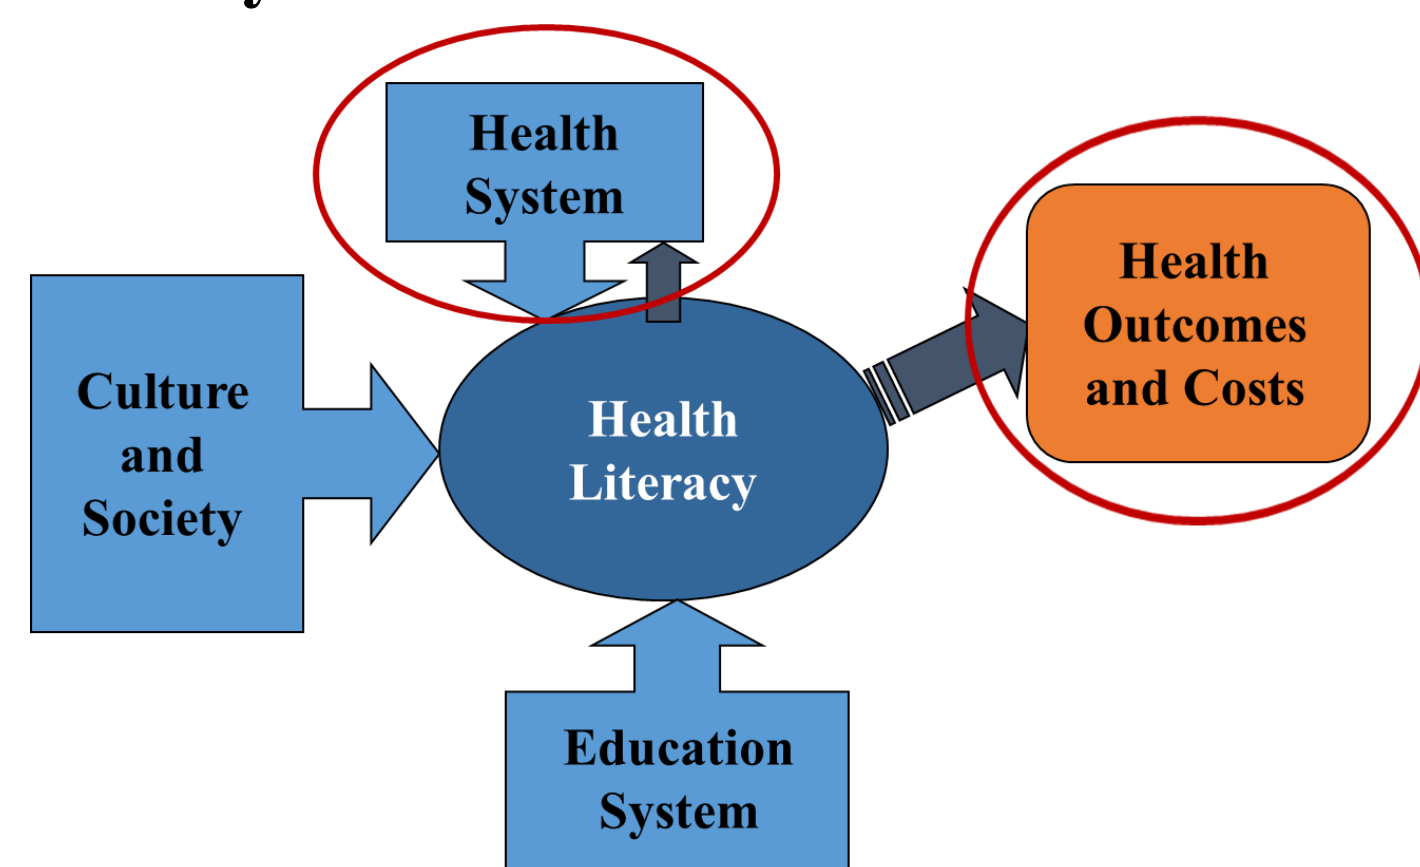 Health
System
Health
Outcomes
and Costs
Culture
and
Society
Health
Literacy
Education
System